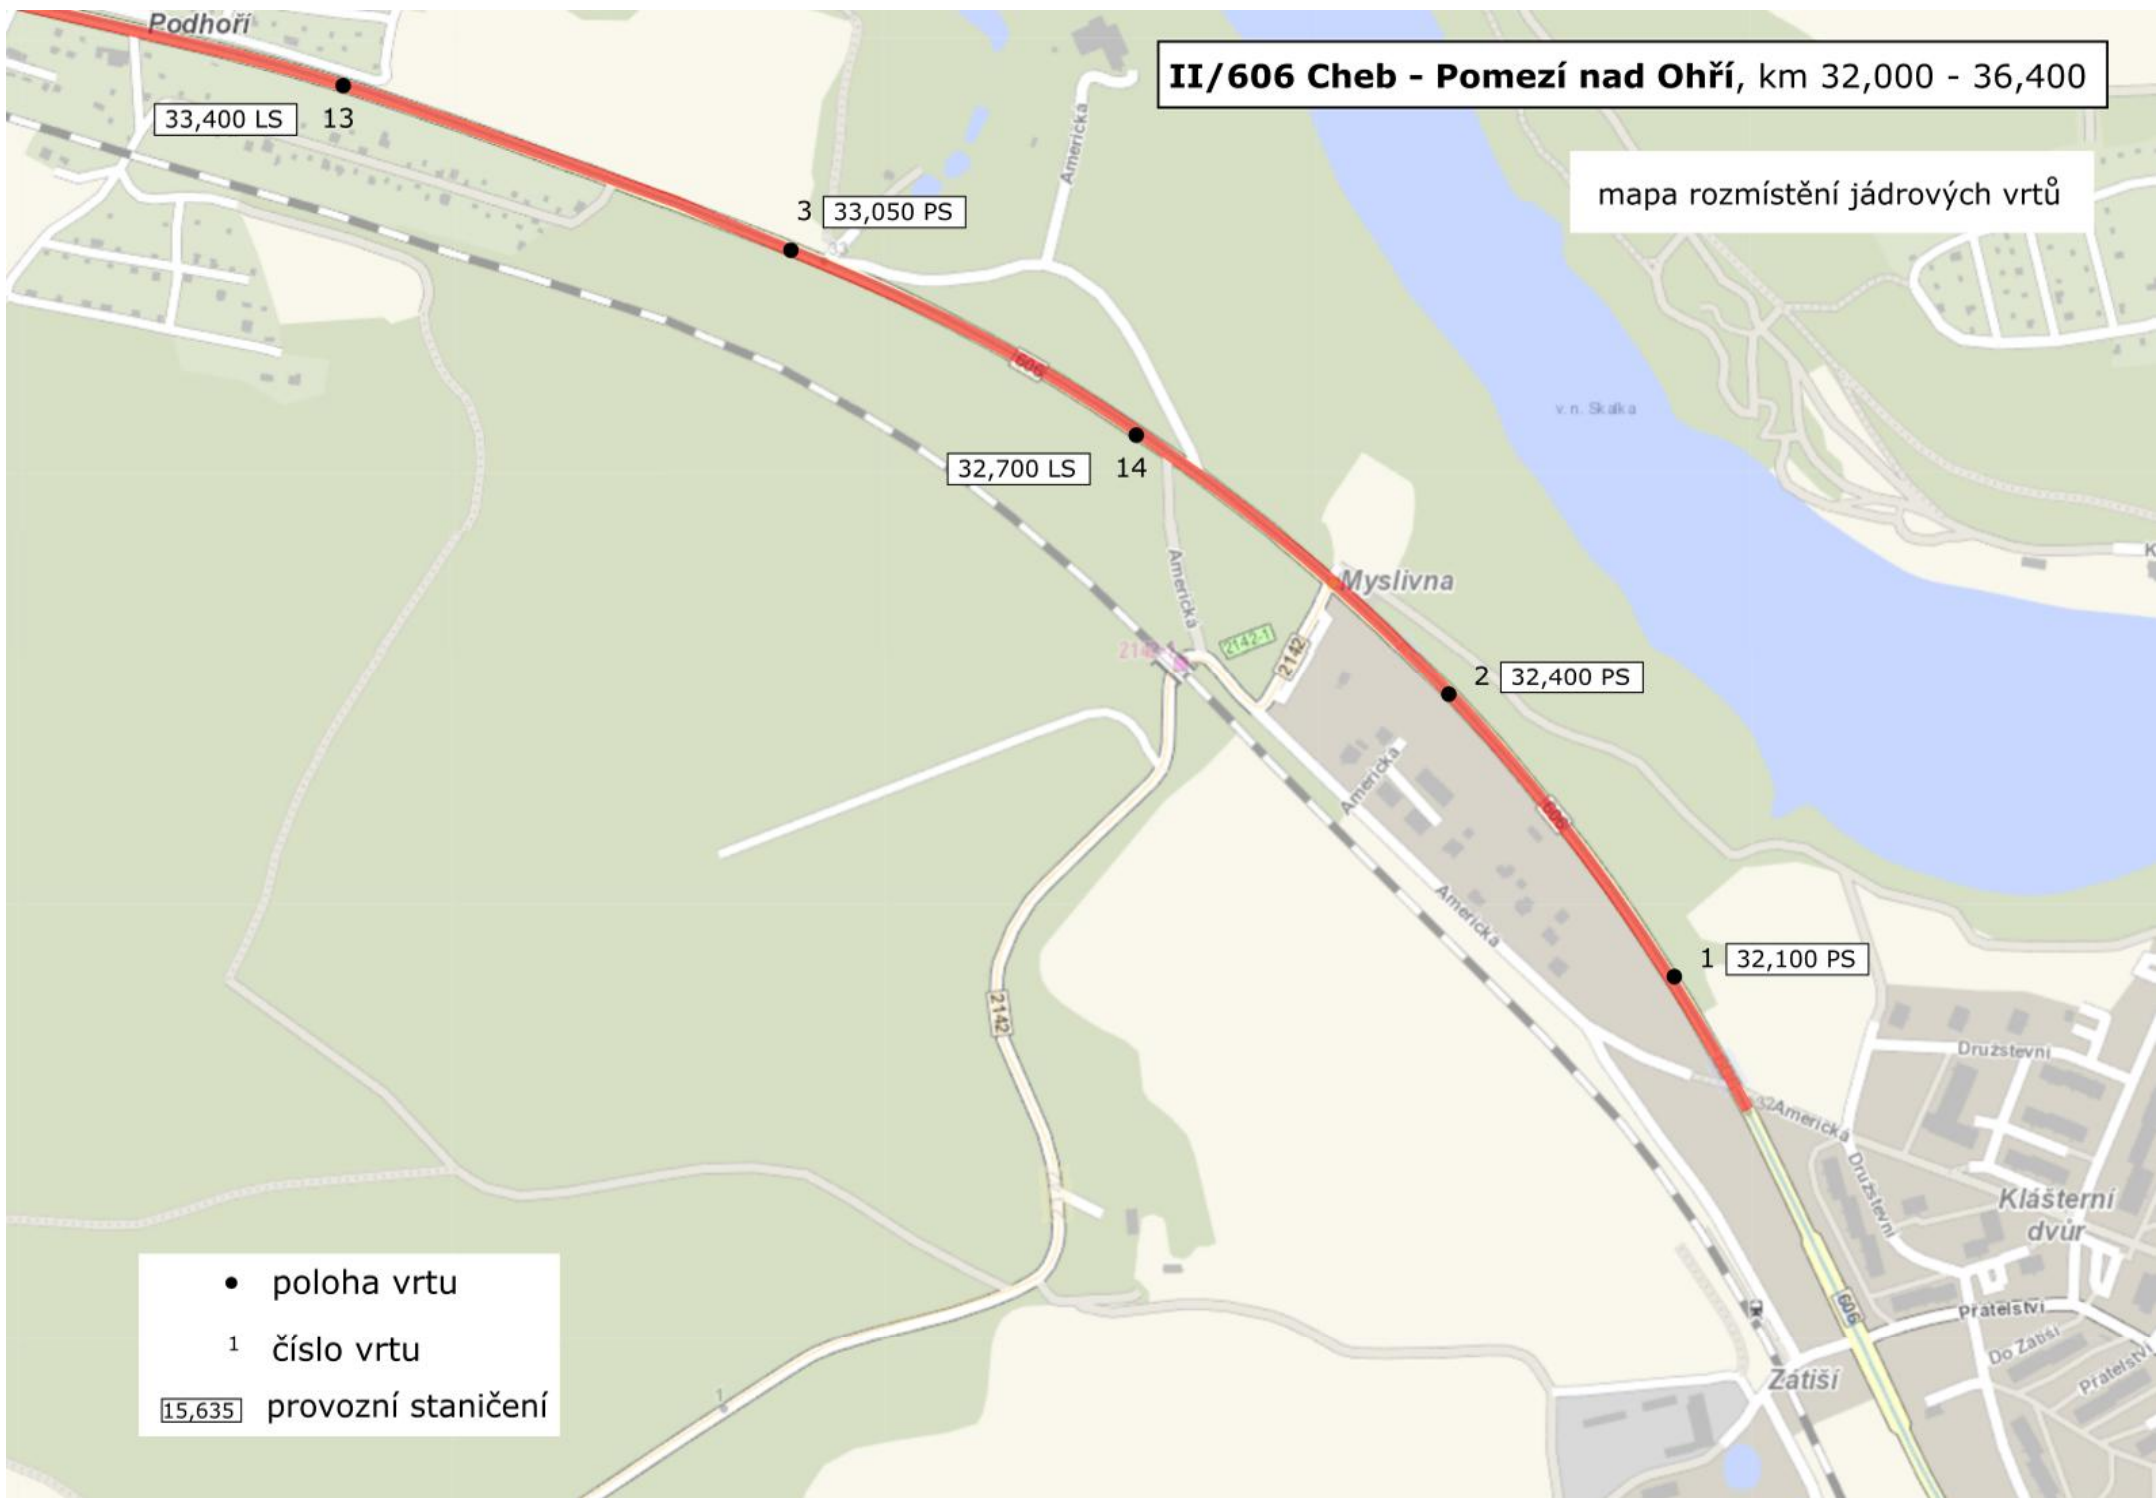 Podhoří
II/606 Cheb - Pomezí nad Ohří, km 32,000 - 36,400
33,400 LS 13
Americká
mapa rozmístění jádrových vrtů
3 33,050 PS
33
606
v. n. Skalka
32,700 LS 14
Americká
Myslivna
2142-1
2142
2 32,400 PS
Americká
606
Americká
1 32,100 PS
2142
Družstevní
32
Americká
Družstevní
Klášterní
dvůr
606
Přátelství
Do Zátiší
Přátelství
Zátiší
poloha vrtu
1 číslo vrtu
15,635 provozní staničení
1